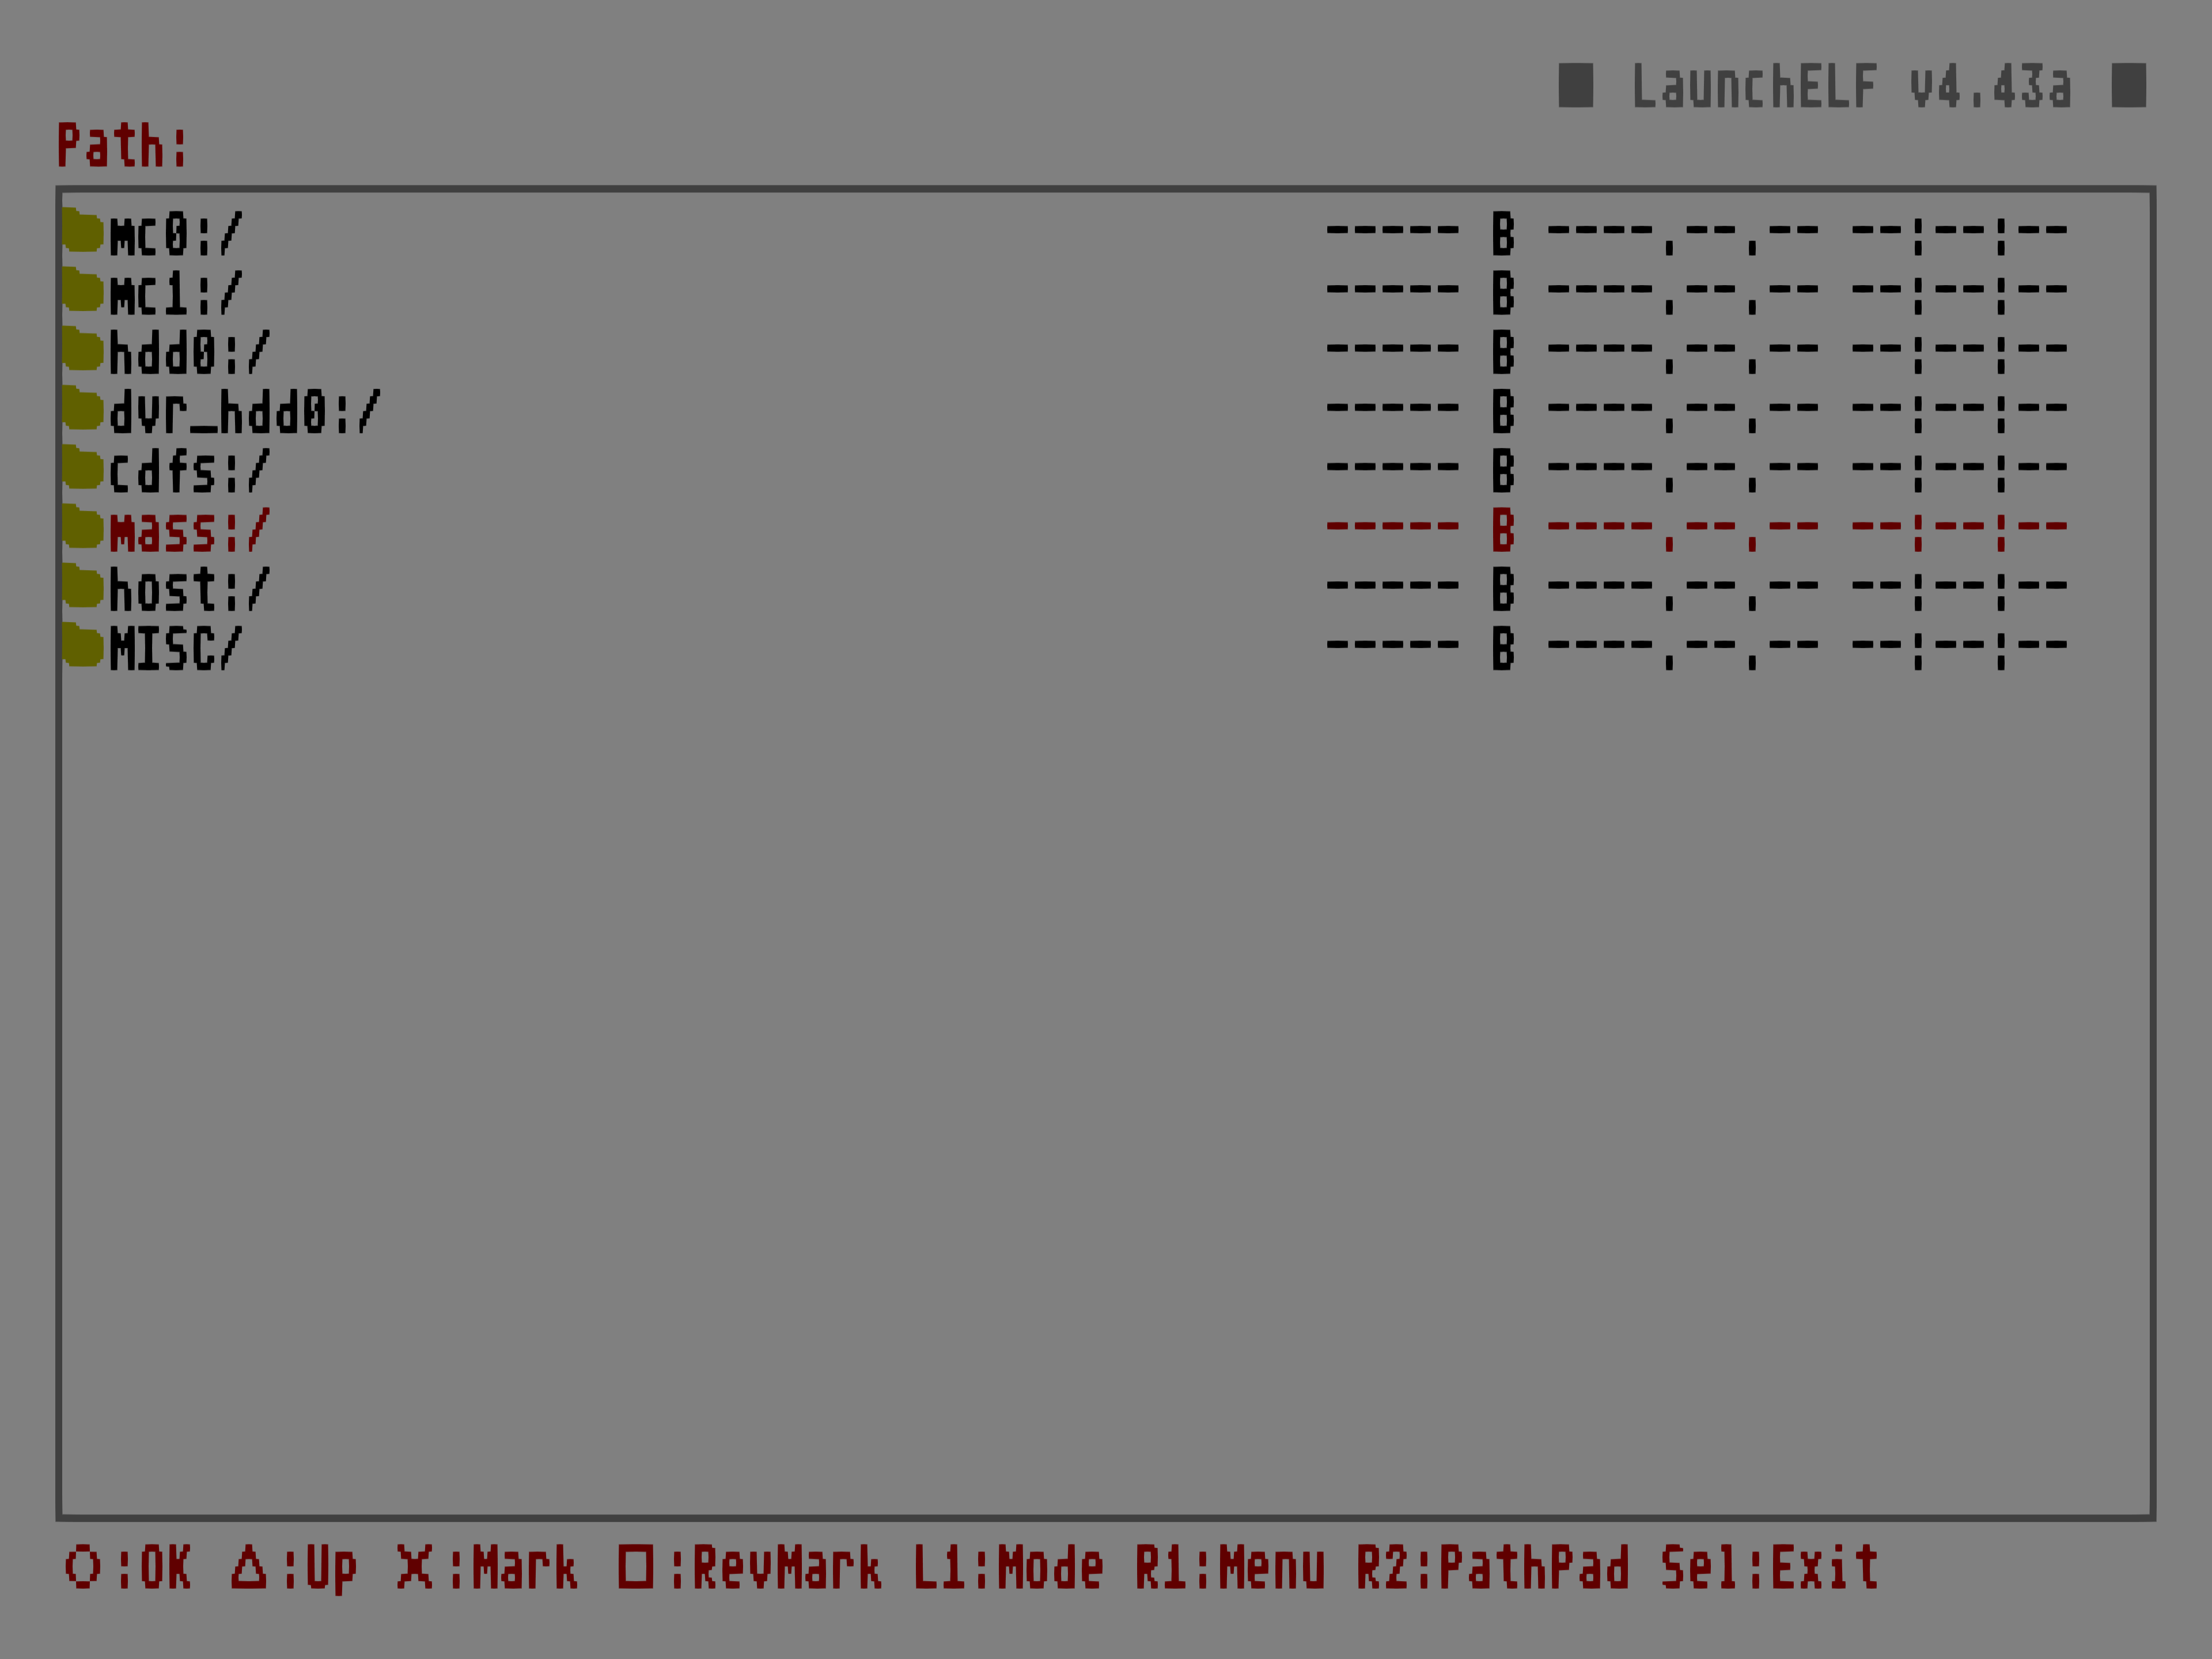 ■ LaunchELF v4.43a ■
Path:
mc0:/ ----- B ----.--.-- --:--:--
mc1:/ ----- B ----.--.-- --:--:--
hdd0:/ ----- B ----.--.-- --:--:--
dvr_hdd0:/ ----- B ----.--.-- --:--:--
cdfs:/ ----- B ----.--.-- --:--:--
mass:/ ----- B ----.--.-- --:--:--
host:/ ----- B ----.--.-- --:--:--
MISC/ ----- B ----.--.-- --:--:--
○:OK △:Up X:Mark □:RevMark L1:Mode R1:Menu R2:PathPad Sel:Exit